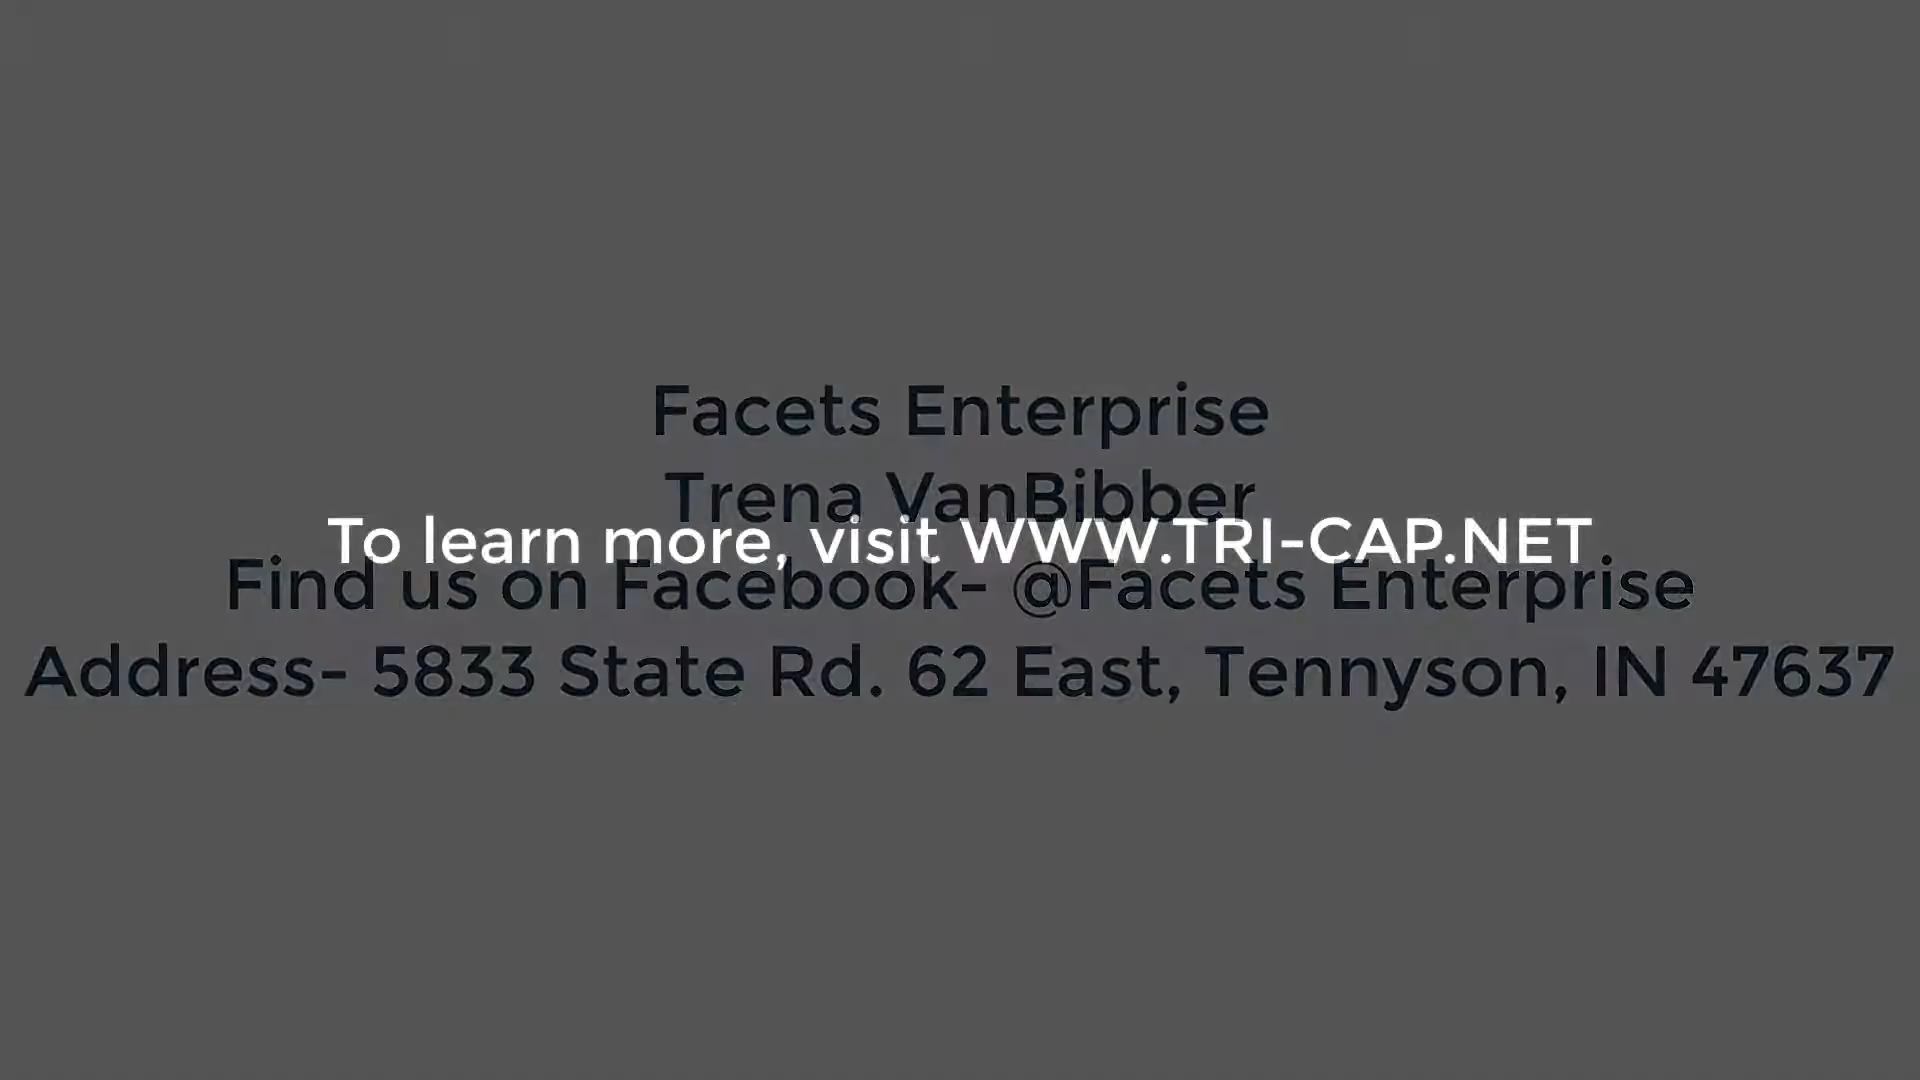 Facets Enterprise
Trena VanBibber
To learn more, visit WWW.TRI-CAP.NET
Find us on Facebook- @Facets Enterprise
Address- 5833 State Rd. 62 East, Tennyson, IN 47637